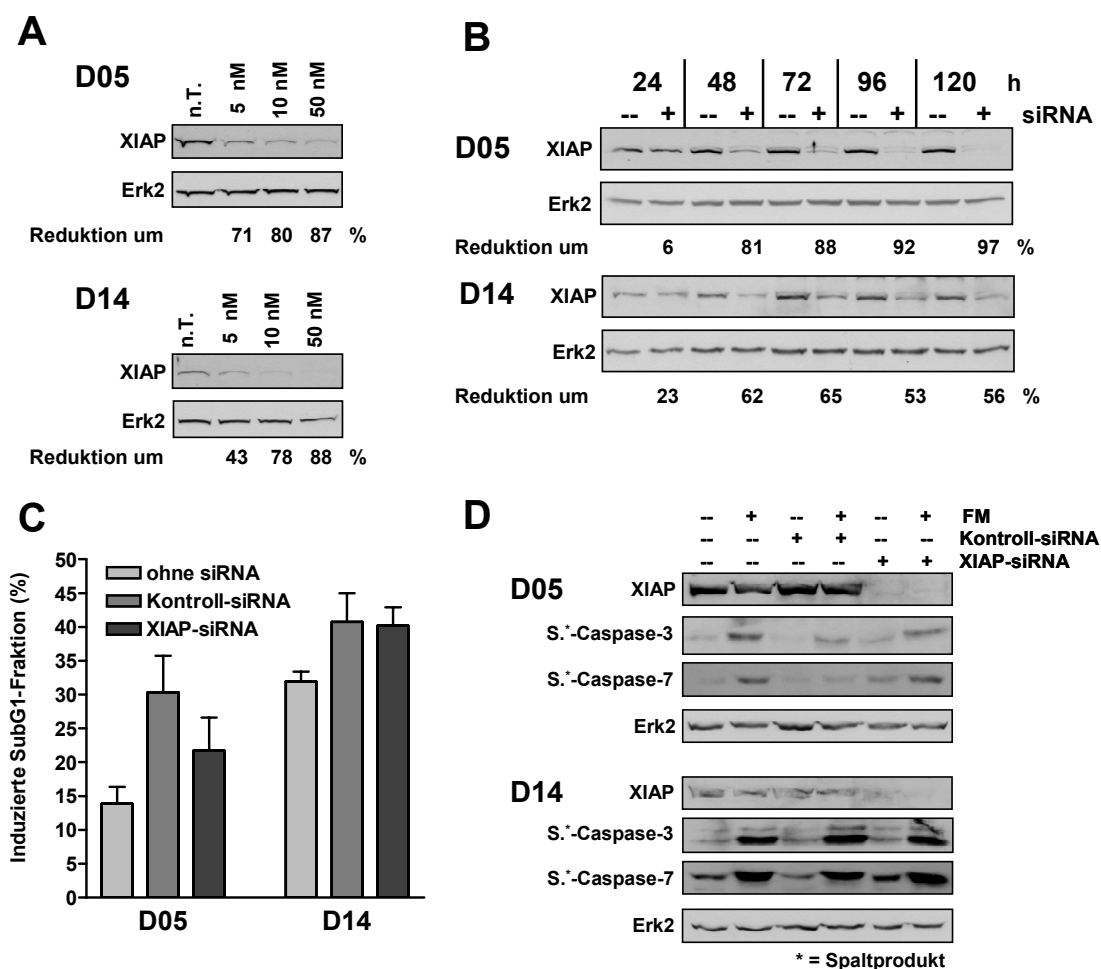 A
D05
n.T.
5 nM
10 nM
50 nM
XIAP
Erk2
Reduktion um 71 80 87 %
D14
n.T.
5 nM
10 nM
50 nM
XIAP
Erk2
Reduktion um 43 78 88 %
B
24 48 72 96 120 h
-- + -- + -- + -- + -- + siRNA
D05 XIAP
Erk2
Reduktion um 6 81 88 92 97 %
D14 XIAP
Erk2
Reduktion um 23 62 65 53 56 %
C
Induzierte SubG1-Fraktion (%)
50
45
40
35
30
25
20
15
10
5
0
ohne siRNA
Kontroll-siRNA
XIAP-siRNA
D05 D14
D
-- + -- + -- + FM
-- -- + + -- -- Kontroll-siRNA
-- -- -- -- + + XIAP-siRNA
D05 XIAP
S.*-Caspase-3
S.*-Caspase-7
Erk2
D14 XIAP
S.*-Caspase-3
S.*-Caspase-7
Erk2
* = Spaltprodukt